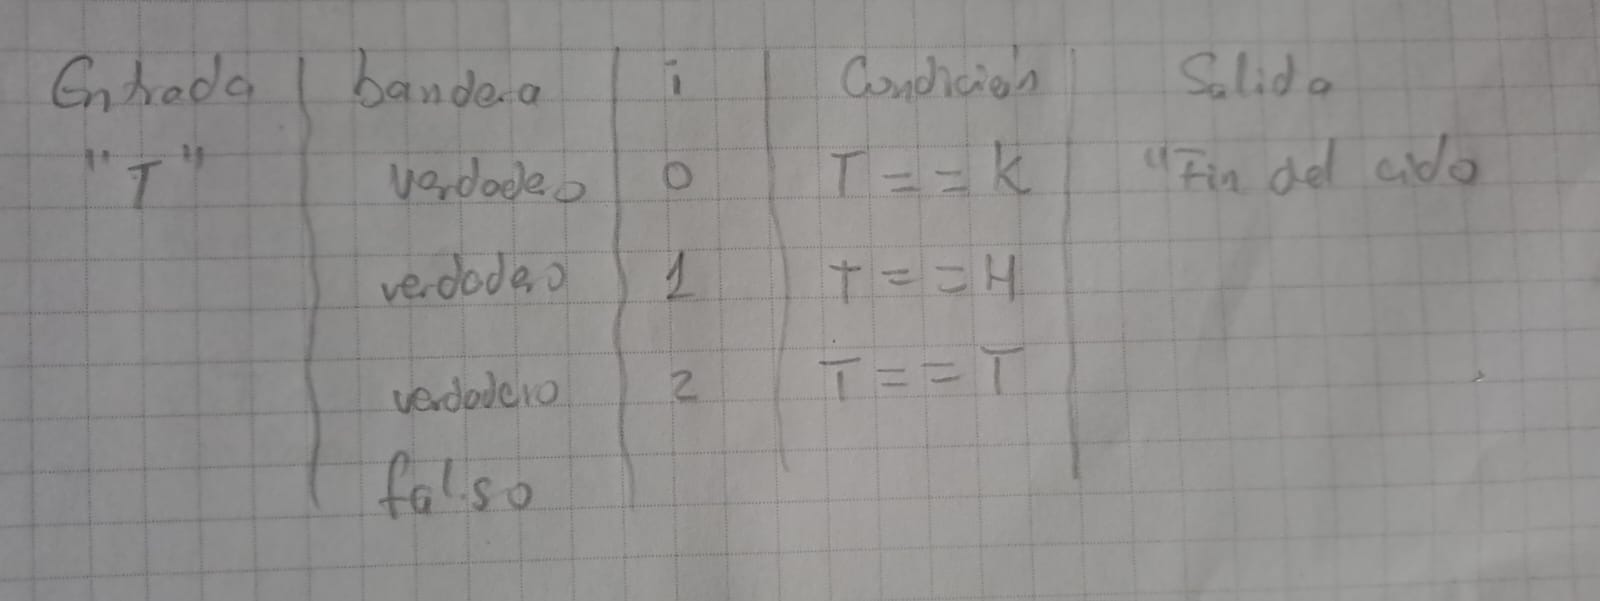 Entrada bandera i Condición Salida
"T" verdadero 0 T == K "Fin del ciclo
verdadero 1 T == H
verdadero 2 T == T
falso